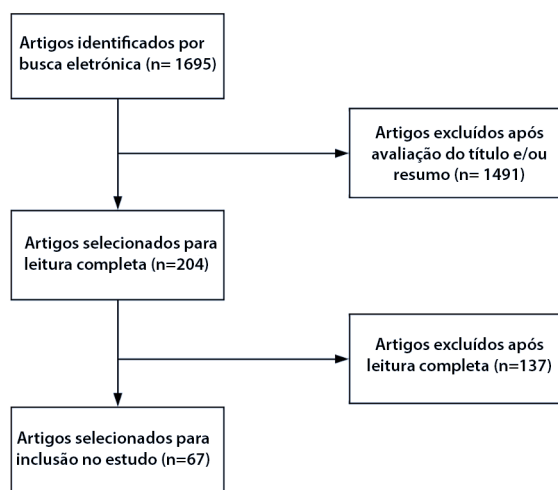 Artigos identificados por
busca eletrónica (n= 1695)
Artigos excluídos após
avaliação do título e/ou
resumo (n= 1491)
Artigos selecionados para
leitura completa (n=204)
Artigos excluídos após
leitura completa (n=137)
Artigos selecionados para
inclusão no estudo (n=67)